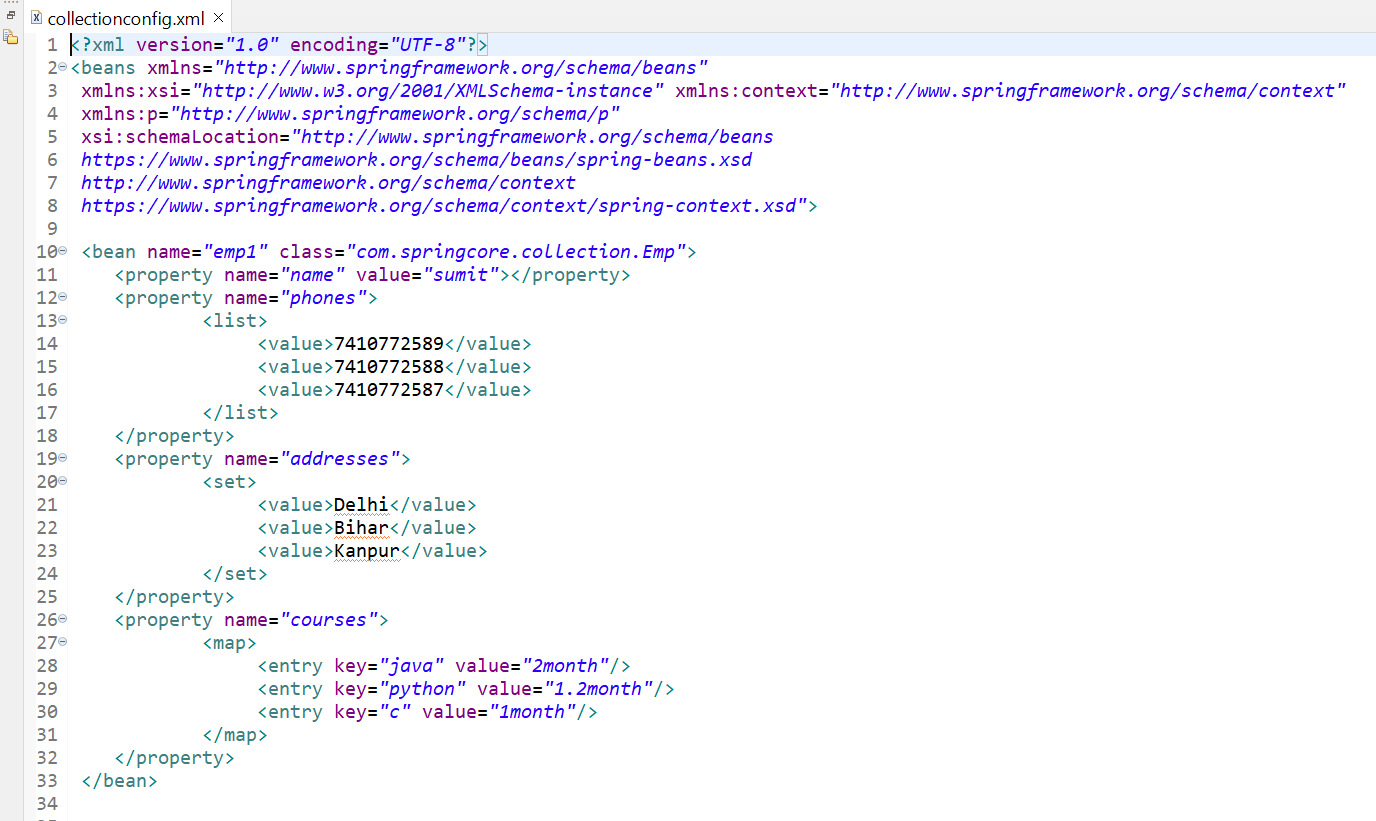 collectionconfig.xml
1 <?xml version="1.0" encoding="UTF-8"?>
2 <beans xmlns="http://www.springframework.org/schema/beans"
3 xmlns:xsi="http://www.w3.org/2001/XMLSchema-instance" xmlns:context="http://www.springframework.org/schema/context"
4 xmlns:p="http://www.springframework.org/schema/p"
5 xsi:schemaLocation="http://www.springframework.org/schema/beans
6 https://www.springframework.org/schema/beans/spring-beans.xsd
7 http://www.springframework.org/schema/context
8 https://www.springframework.org/schema/context/spring-context.xsd">
9
10 <bean name="emp1" class="com.springcore.collection.Emp">
11 <property name="name" value="sumit"></property>
12 <property name="phones">
13 <list>
14 <value>7410772589</value>
15 <value>7410772588</value>
16 <value>7410772587</value>
17 </list>
18 </property>
19 <property name="addresses">
20 <set>
21 <value>Delhi</value>
22 <value>Bihar</value>
23 <value>Kanpur</value>
24 </set>
25 </property>
26 <property name="courses">
27 <map>
28 <entry key="java" value="2month"/>
29 <entry key="python" value="1.2month"/>
30 <entry key="c" value="1month"/>
31 </map>
32 </property>
33 </bean>
34